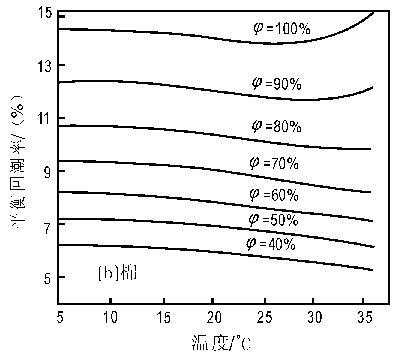 15
13
11
9
7
5
平衡回潮率/（%）
φ=100%
φ=90%
φ=80%
φ=70%
φ=60%
φ=50%
φ=40%
(b)棉
5 10 15 20 25 30 35
温度/℃